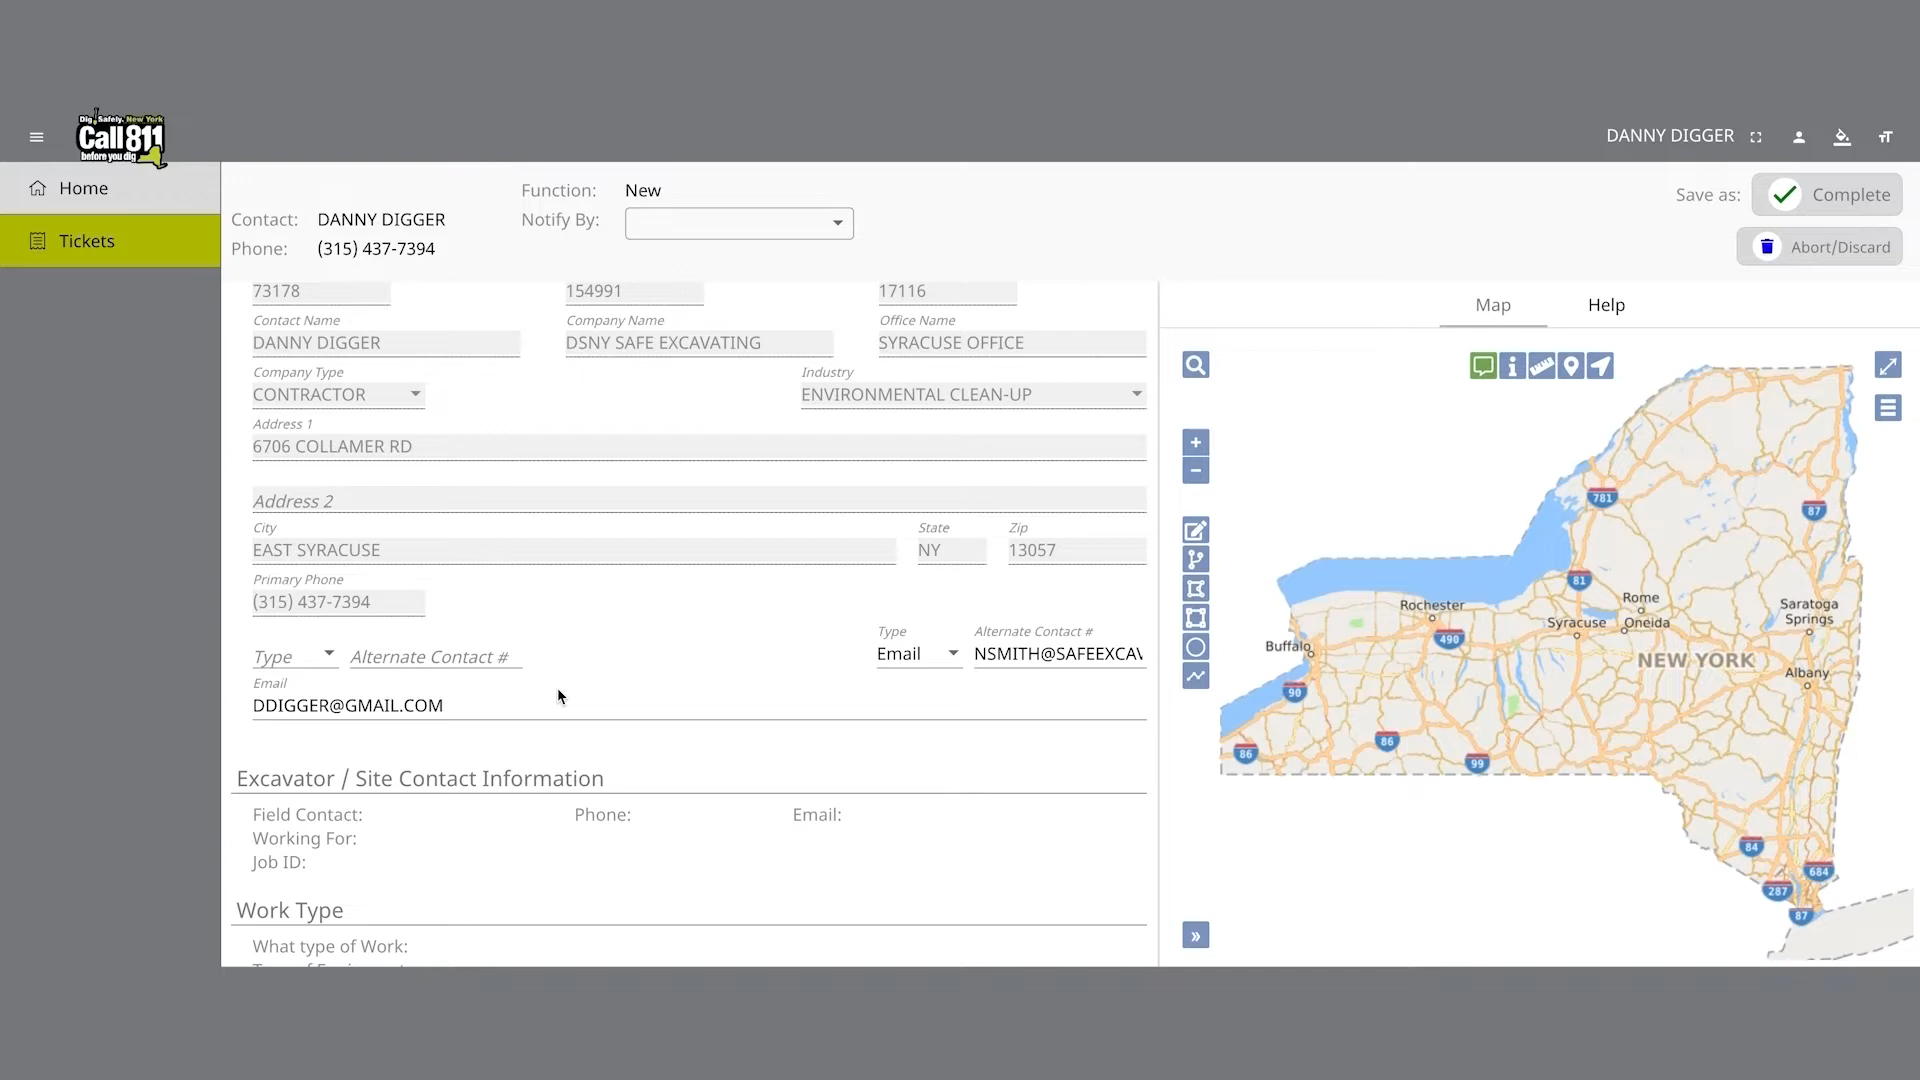 Dig Safely. New York
Call 811
before you dig
DANNY DIGGER
Home
Tickets
Contact: DANNY DIGGER
Phone: (315) 437-7394
Function: New
Notify By:
Save as: Complete
Abort/Discard
73178 154991 17116
Contact Name Company Name Office Name
DANNY DIGGER DSNY SAFE EXCAVATING SYRACUSE OFFICE
Company Type Industry
CONTRACTOR ENVIRONMENTAL CLEAN-UP
Address 1
6706 COLLAMER RD
Address 2
City State Zip
EAST SYRACUSE NY 13057
Primary Phone
(315) 437-7394
Type Alternate Contact #
Type Alternate Contact #
Email NSMITH@SAFEEXCAV
Email
DDIGGER@GMAIL.COM
Excavator / Site Contact Information
Field Contact: Phone: Email:
Working For:
Job ID:
Work Type
What type of Work:
Map Help
781
87
81
Rochester
Rome
Saratoga
Springs
Syracuse
Oneida
490
Buffalo
NEW YORK
Albany
90
86
86
99
84
684
287
87